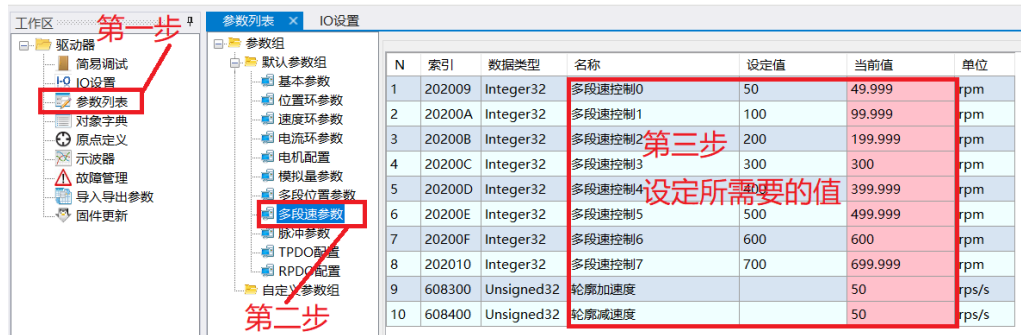 工作区
参数列表 ×
IO设置
第一步
驱动器
简易调试
I-O IO设置
参数列表
对象字典
原点定义
示波器
故障管理
导入导出参数
固件更新
参数组
默认参数组
基本参数
位置环参数
速度环参数
电流环参数
电机配置
模拟量参数
多段位置参数
多段速参数
脉冲参数
TPDO配置
RPDO配置
自定义参数组
第二步
N 索引 数据类型 名称 设定值 当前值 单位
1 202009 Integer32 多段速控制0 50 49.999 rpm
2 20200A Integer32 多段速控制1 100 99.999 rpm
3 20200B Integer32 多段速控制2 200 199.999 rpm
4 20200C Integer32 多段速控制3 300 300 rpm
5 20200D Integer32 多段速控制4 400 399.999 rpm
6 20200E Integer32 多段速控制5 500 499.999 rpm
7 20200F Integer32 多段速控制6 600 600 rpm
8 202010 Integer32 多段速控制7 700 699.999 rpm
9 608300 Unsigned32 轮廓加速度 50 rps/s
10 608400 Unsigned32 轮廓减速度 50 rps/s
第三步
设定所需要的值